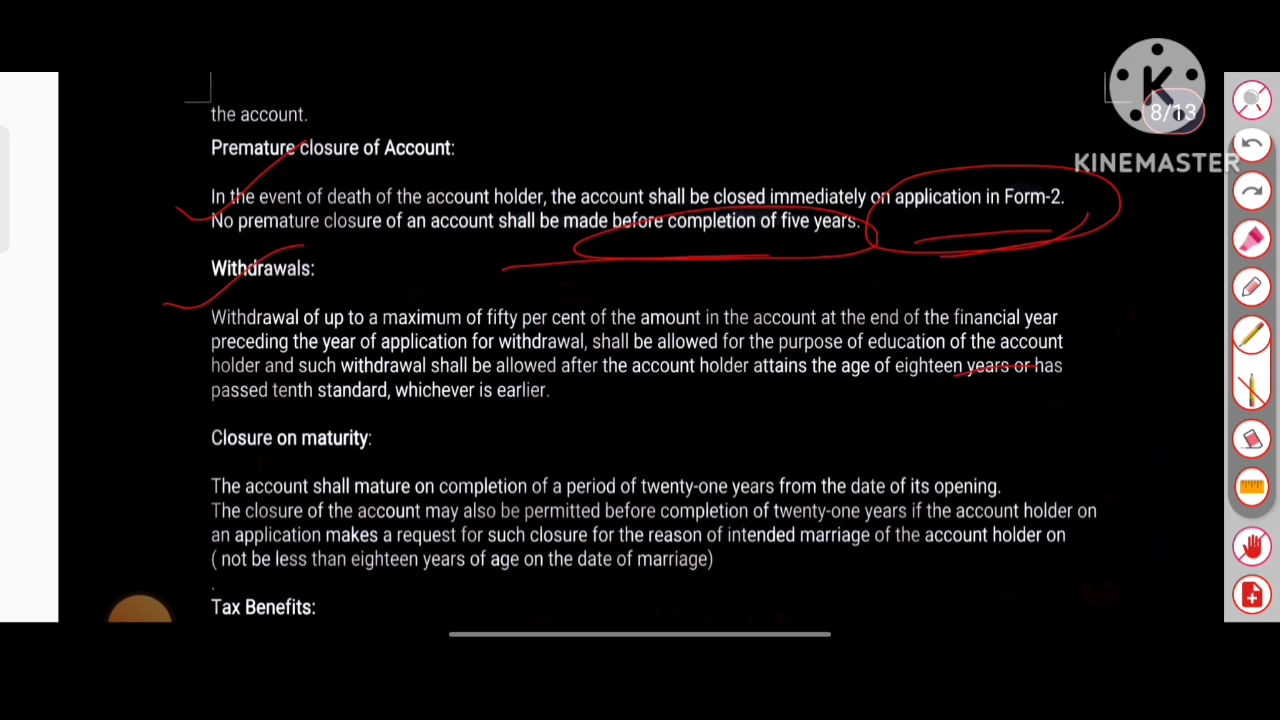 the account.
8/13
KINEMASTER
Premature closure of Account:
In the event of death of the account holder, the account shall be closed immediately on application in Form-2.
No premature closure of an account shall be made before completion of five years.
Withdrawals:
Withdrawal of up to a maximum of fifty per cent of the amount in the account at the end of the financial year
preceding the year of application for withdrawal, shall be allowed for the purpose of education of the account
holder and such withdrawal shall be allowed after the account holder attains the age of eighteen years or has
passed tenth standard, whichever is earlier.
Closure on maturity:
The account shall mature on completion of a period of twenty-one years from the date of its opening.
The closure of the account may also be permitted before completion of twenty-one years if the account holder on
an application makes a request for such closure for the reason of intended marriage of the account holder on
( not be less than eighteen years of age on the date of marriage)
.
Tax Benefits: